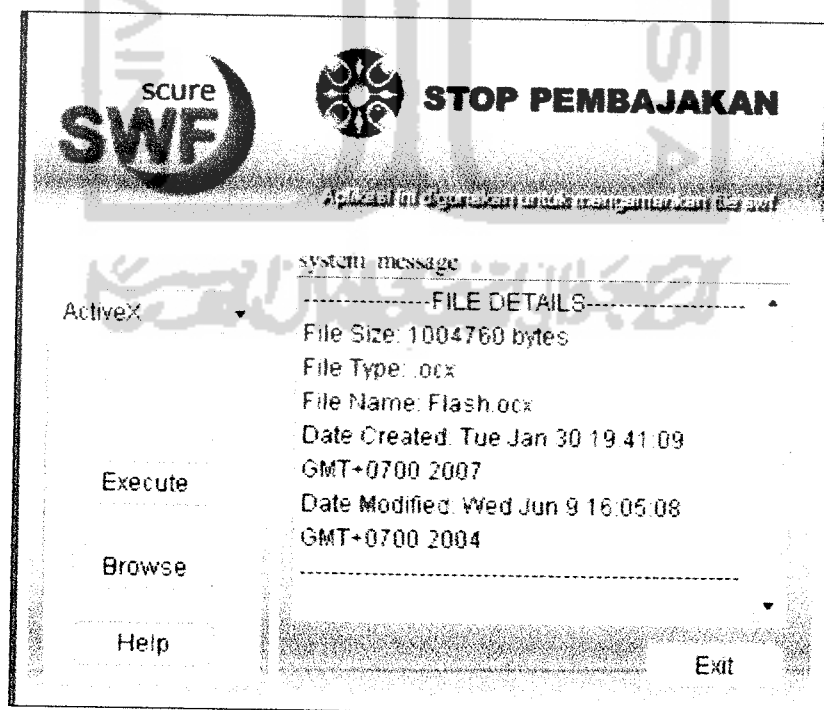 scure
SWF
STOP PEMBAJAKAN
Aplikasi ini digunakan untuk mengamankan file swf
system message
ActiveX
---------------FILE DETAILS------------------
File Size: 1004760 bytes
File Type: .ocx
File Name: Flash.ocx
Date Created: Tue Jan 30 19:41:09
GMT+0700 2007
Date Modified: Wed Jun 9 16:05:08
GMT+0700 2004
--------------------------------------------------
Execute
Browse
Help
Exit